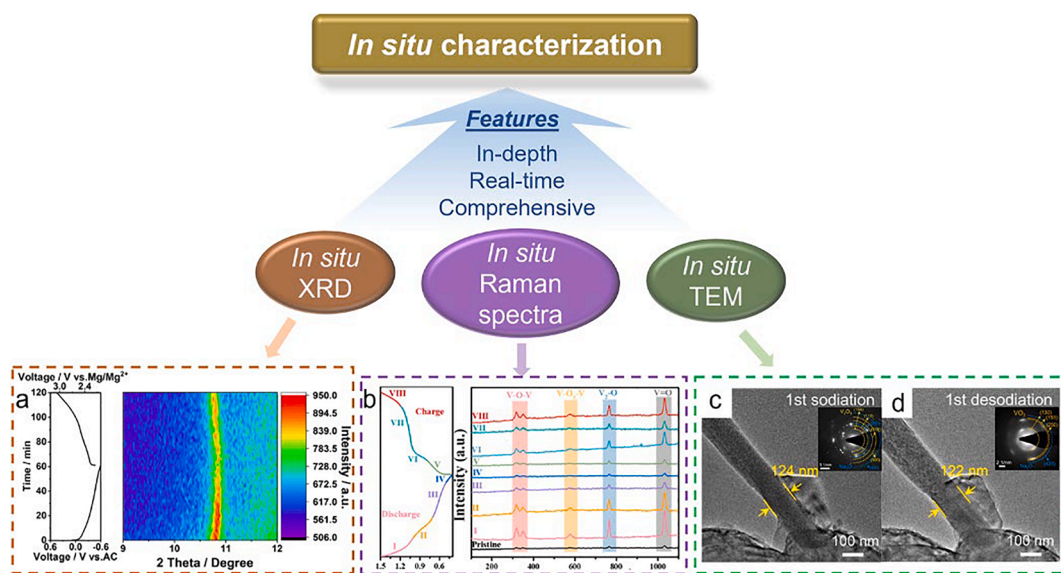 In situ characterization
Features
In-depth
Real-time
Comprehensive
In situ
XRD
In situ
Raman
spectra
In situ
TEM
a
Voltage / V vs.Mg/Mg²⁺
3.0 2.4
Time / min
120
100
80
60
40
20
0
0.6 0.0 -0.6
Voltage / V vs.AC
9 10 11 12
2 Theta / Degree
950.0
894.5
839.0
783.5
728.0
672.5
617.0
561.5
506.0
Intensity / a.u.
b
VIII
Charge
VII
VI
V
IV
III
Discharge
II
I
1.5 1.2 0.9 0.6
Intensity (a.u.)
V-O-V
V=O
VIII
VII
VI
V
IV
III
II
I
Pristine
200 400 600 800 1000
c
1st sodiation
124 nm
100 nm
d
1st desodiation
122 nm
100 nm